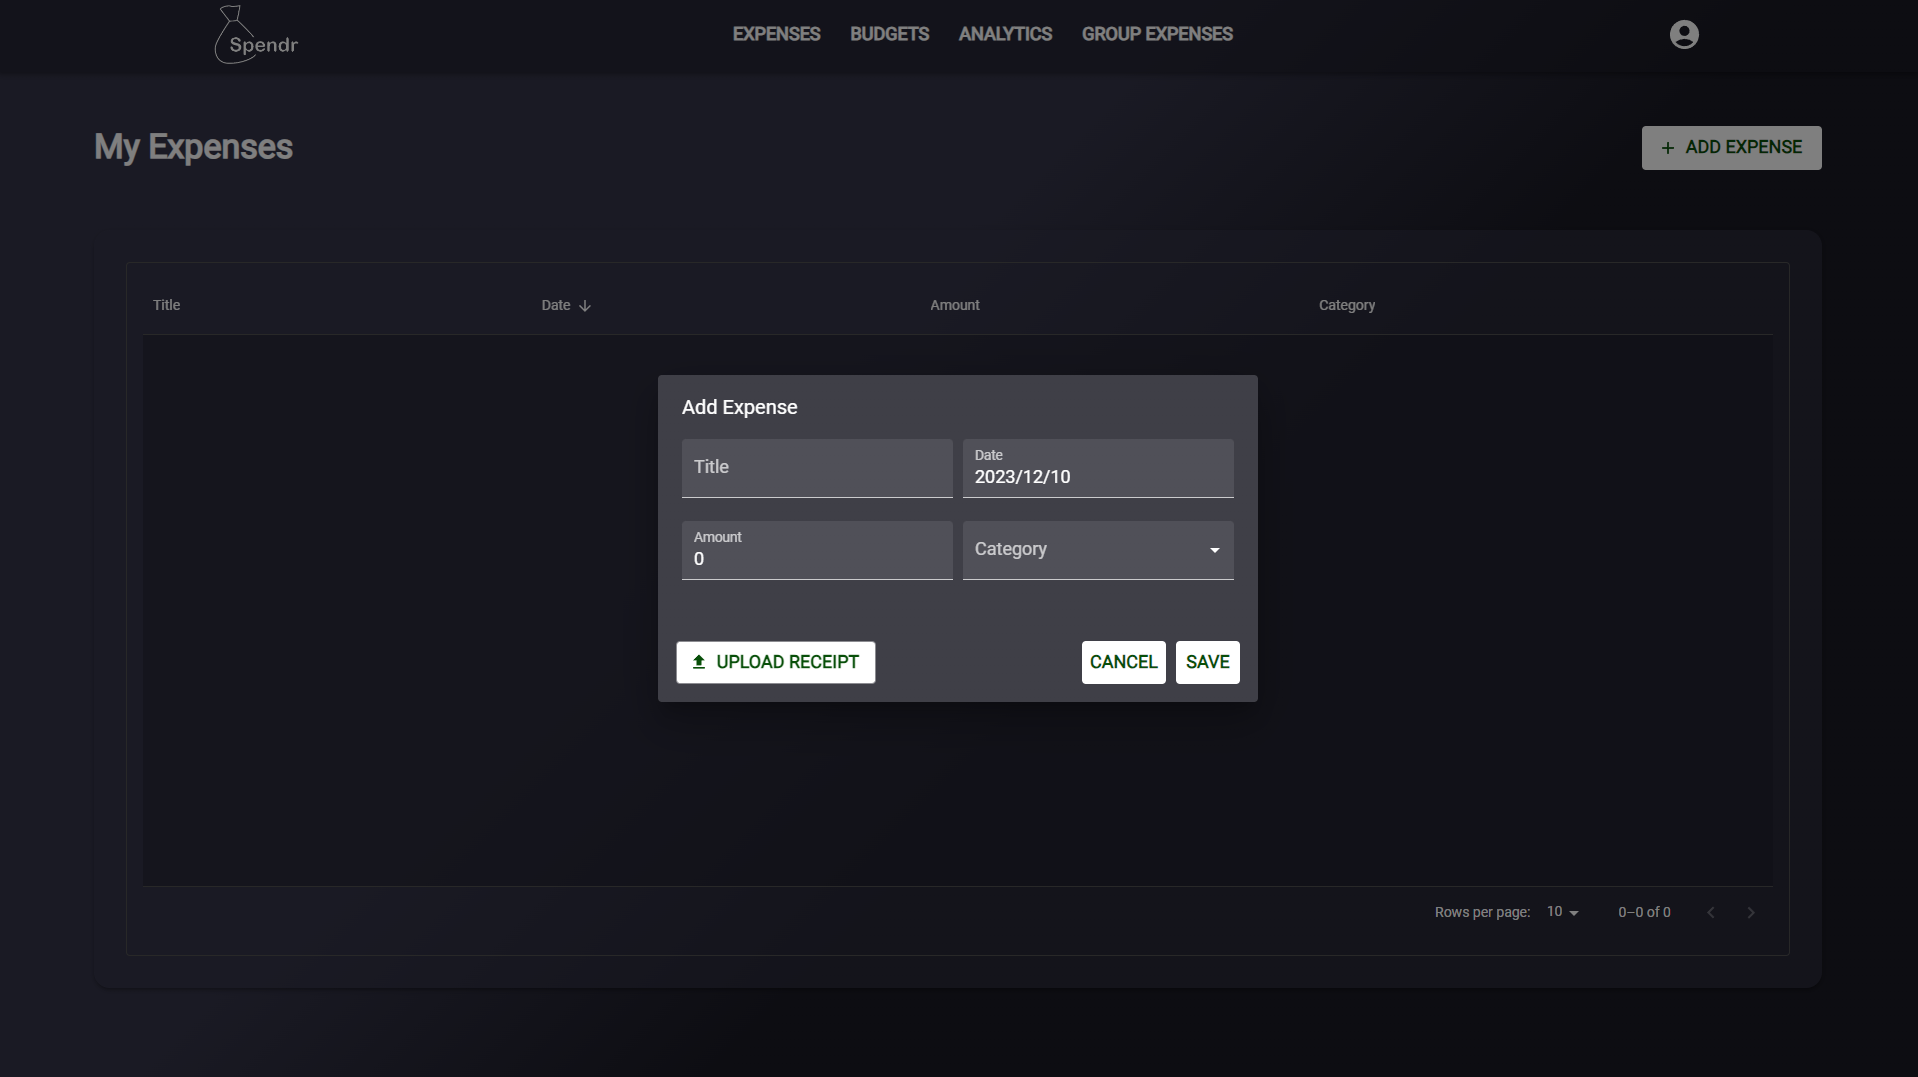 Spendr
EXPENSES BUDGETS ANALYTICS GROUP EXPENSES
My Expenses
ADD EXPENSE
Title Date Amount Category
Add Expense
Title
Date
2023/12/10
Amount
0
Category
UPLOAD RECEIPT
CANCEL SAVE
Rows per page: 10 0–0 of 0